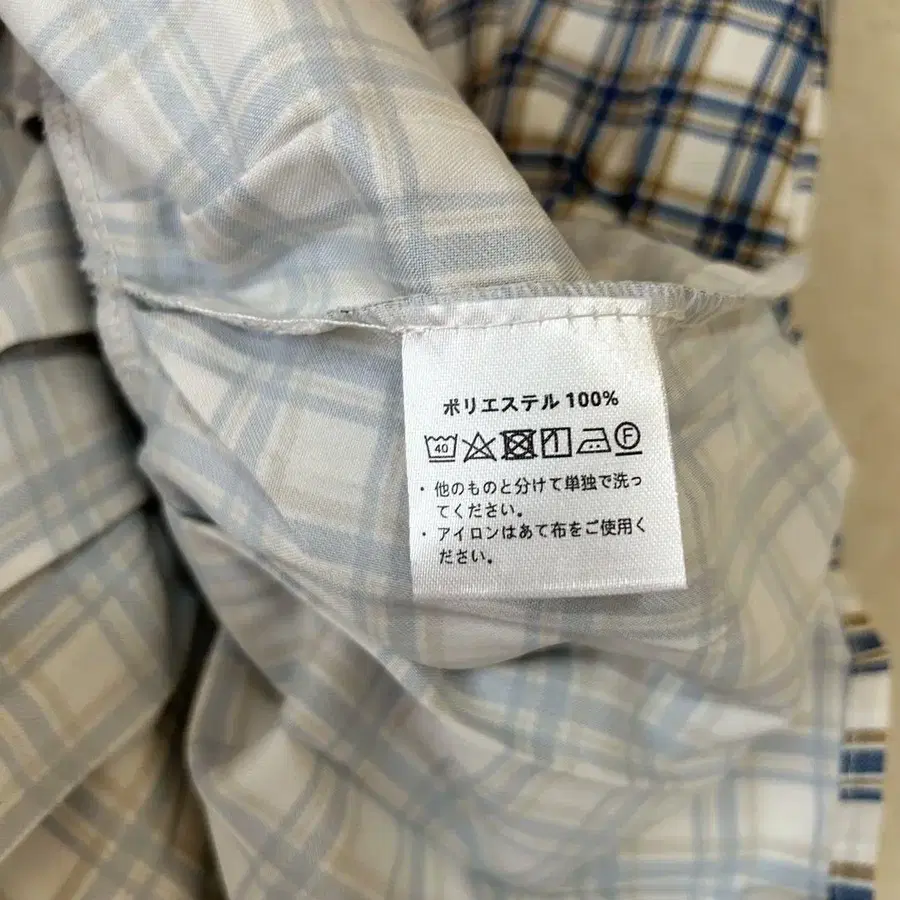 ポリエステル 100%
40 F
・他のものと分けて単独で洗っ
てください。
・アイロンはあて布をご使用く
ださい。